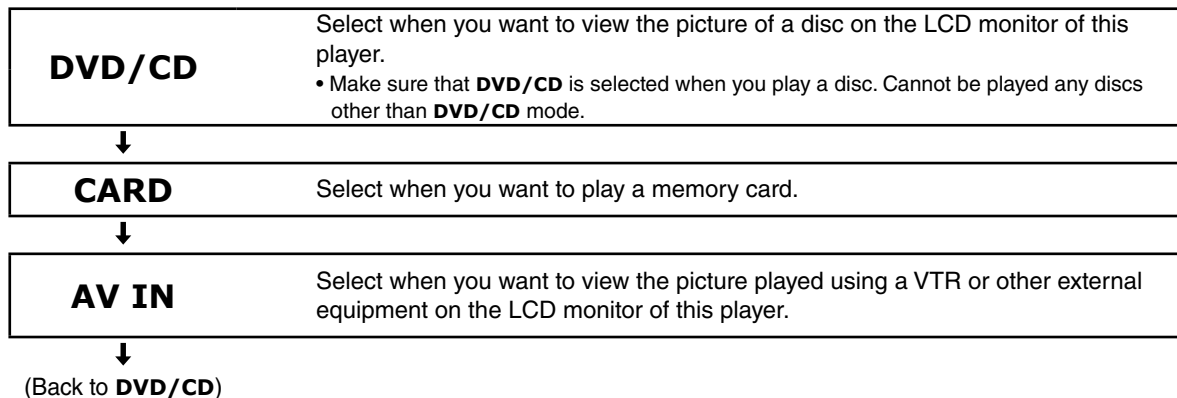 DVD/CD
Select when you want to view the picture of a disc on the LCD monitor of this
player.
• Make sure that DVD/CD is selected when you play a disc. Cannot be played any discs
other than DVD/CD mode.
CARD
Select when you want to play a memory card.
AV IN
Select when you want to view the picture played using a VTR or other external
equipment on the LCD monitor of this player.
(Back to DVD/CD)